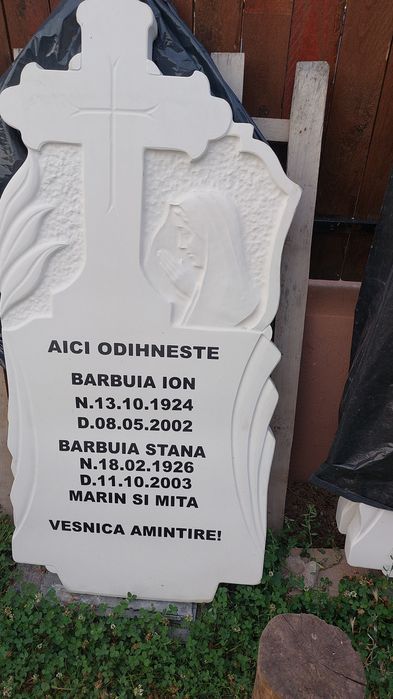 AICI ODIHNESTE
BARBUIA ION
N.13.10.1924
D.08.05.2002
BARBUIA STANA
N.18.02.1926
D.11.10.2003
MARIN SI MITA
VESNICA AMINTIRE!